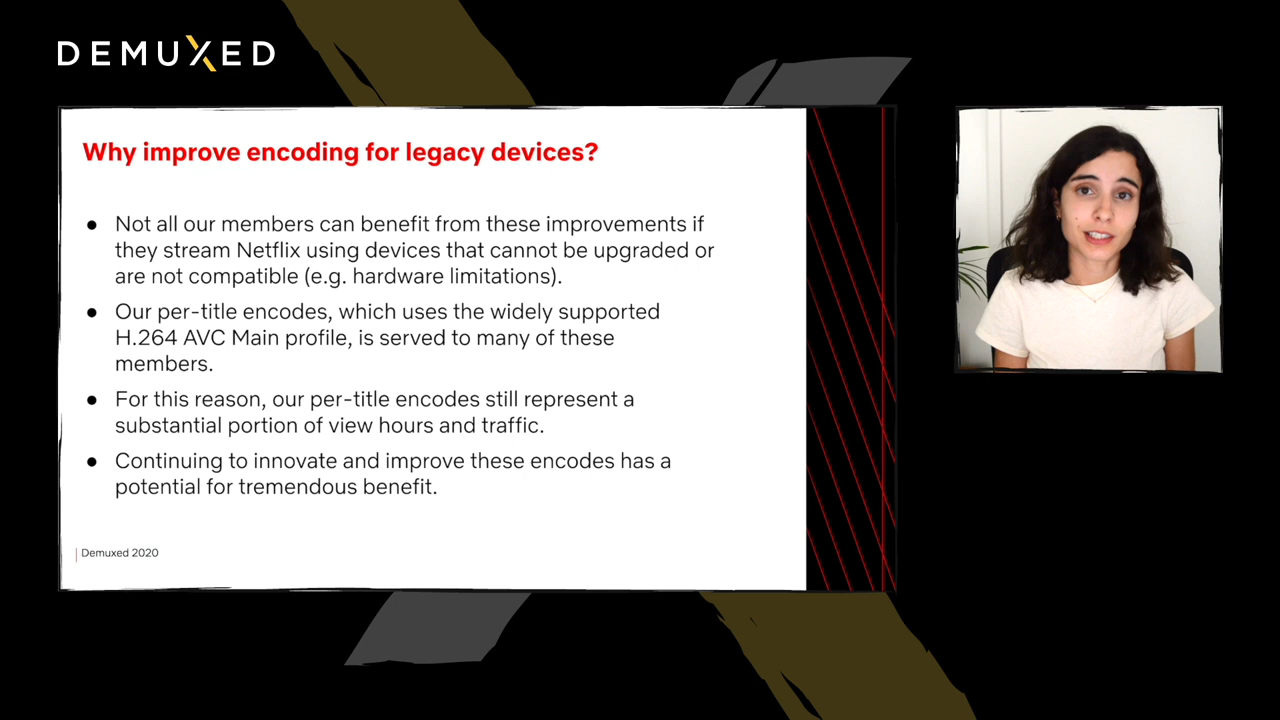 DEMUXED
Why improve encoding for legacy devices?
● Not all our members can benefit from these improvements if
they stream Netflix using devices that cannot be upgraded or
are not compatible (e.g. hardware limitations).
● Our per-title encodes, which uses the widely supported
H.264 AVC Main profile, is served to many of these
members.
● For this reason, our per-title encodes still represent a
substantial portion of view hours and traffic.
● Continuing to innovate and improve these encodes has a
potential for tremendous benefit.
Demuxed 2020